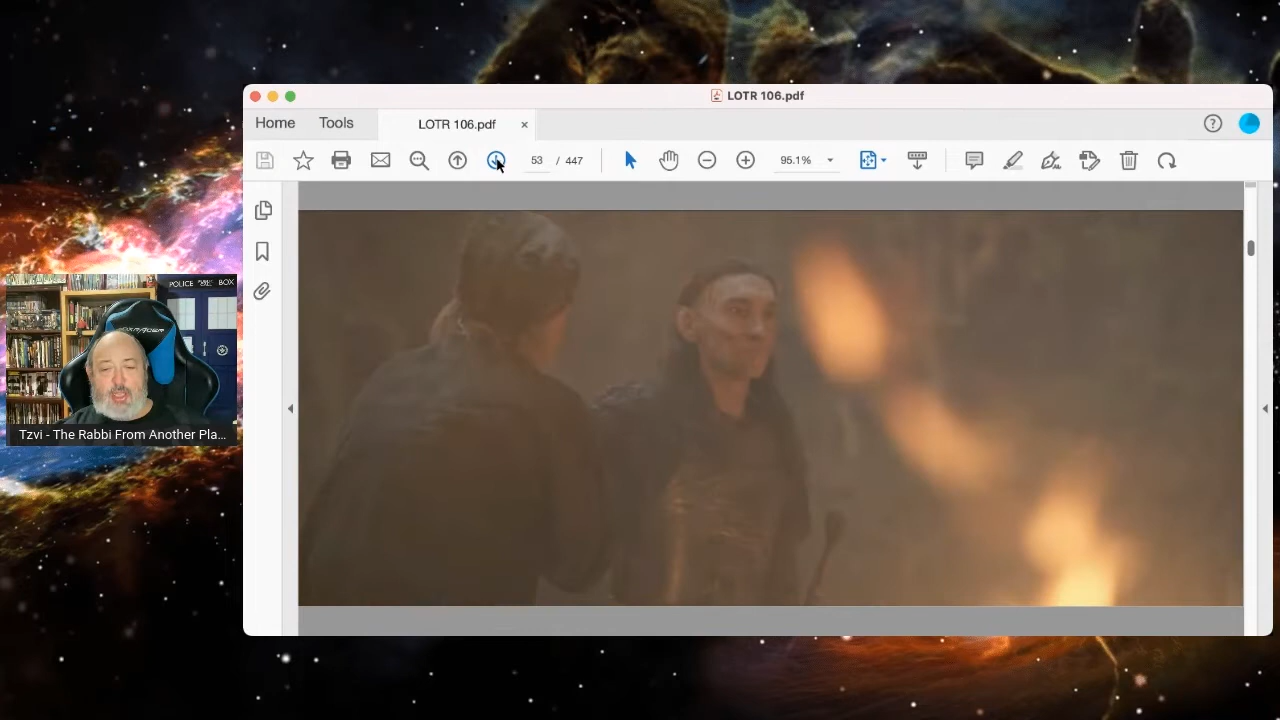 LOTR 106.pdf
Home
Tools
LOTR 106.pdf
53 / 447
95.1%
POLICE BOX
Tzvi - The Rabbi From Another Pla...